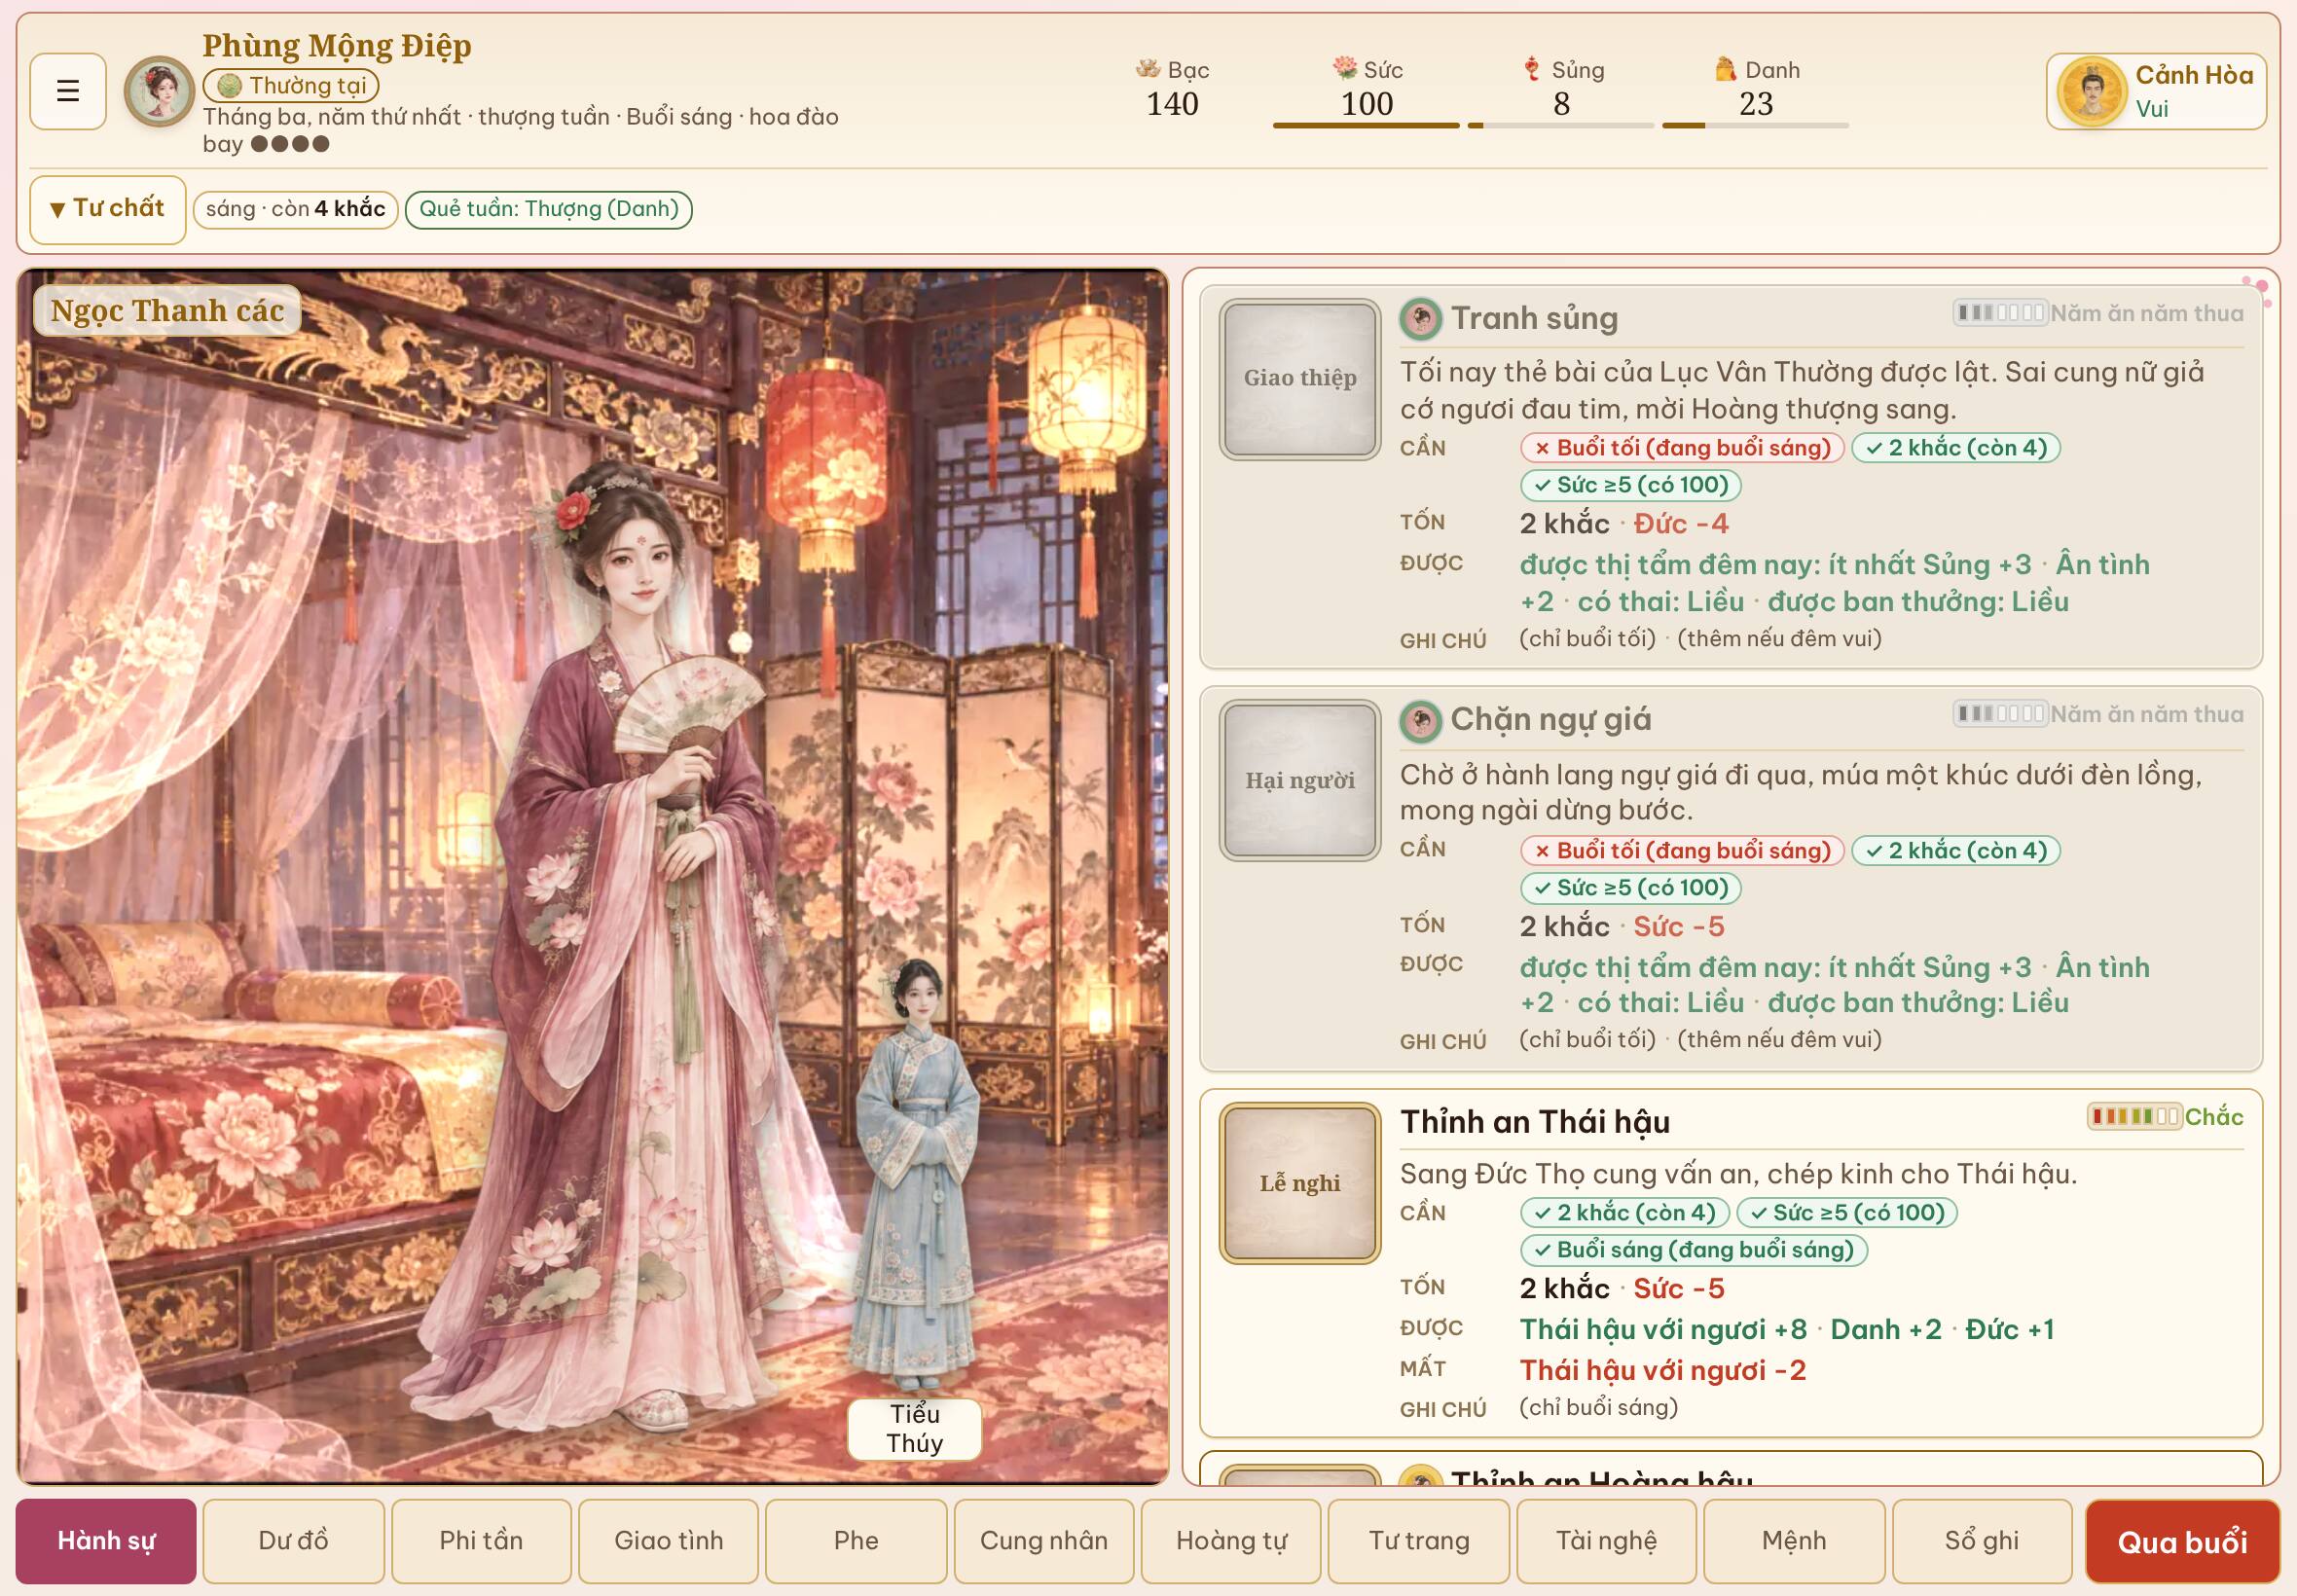 ☰
Phùng Mộng Điệp
Thường tại
Tháng ba, năm thứ nhất · thượng tuần · Buổi sáng · hoa đào
bay ●●●●
Bạc
140
Sức
100
Sủng
8
Danh
23
Cảnh Hòa
Vui
▼ Tư chất
sáng · còn 4 khắc
Quẻ tuần: Thượng (Danh)
Ngọc Thanh các
Tiểu
Thúy
Giao thiệp
Tranh sủng
Năm ăn năm thua
Tối nay thẻ bài của Lục Vân Thường được lật. Sai cung nữ giả
cớ ngươi đau tim, mời Hoàng thượng sang.
CẦN
× Buổi tối (đang buổi sáng) ✓ 2 khắc (còn 4)
✓ Sức ≥5 (có 100)
TỐN
2 khắc · Đức -4
ĐƯỢC
được thị tẩm đêm nay: ít nhất Sủng +3 · Ân tình
+2 · có thai: Liều · được ban thưởng: Liều
GHI CHÚ
(chỉ buổi tối) · (thêm nếu đêm vui)
Hại người
Chặn ngự giá
Năm ăn năm thua
Chờ ở hành lang ngự giá đi qua, múa một khúc dưới đèn lồng,
mong ngài dừng bước.
CẦN
× Buổi tối (đang buổi sáng) ✓ 2 khắc (còn 4)
✓ Sức ≥5 (có 100)
TỐN
2 khắc · Sức -5
ĐƯỢC
được thị tẩm đêm nay: ít nhất Sủng +3 · Ân tình
+2 · có thai: Liều · được ban thưởng: Liều
GHI CHÚ
(chỉ buổi tối) · (thêm nếu đêm vui)
Lễ nghi
Thỉnh an Thái hậu
Chắc
Sang Đức Thọ cung vấn an, chép kinh cho Thái hậu.
CẦN
✓ 2 khắc (còn 4) ✓ Sức ≥5 (có 100)
✓ Buổi sáng (đang buổi sáng)
TỐN
2 khắc · Sức -5
ĐƯỢC
Thái hậu với ngươi +8 · Danh +2 · Đức +1
MẤT
Thái hậu với ngươi -2
GHI CHÚ
(chỉ buổi sáng)
Thỉnh an Hoàng hậu
Hành sự
Dư đồ
Phi tần
Giao tình
Phe
Cung nhân
Hoàng tự
Tư trang
Tài nghệ
Mệnh
Sổ ghi
Qua buổi